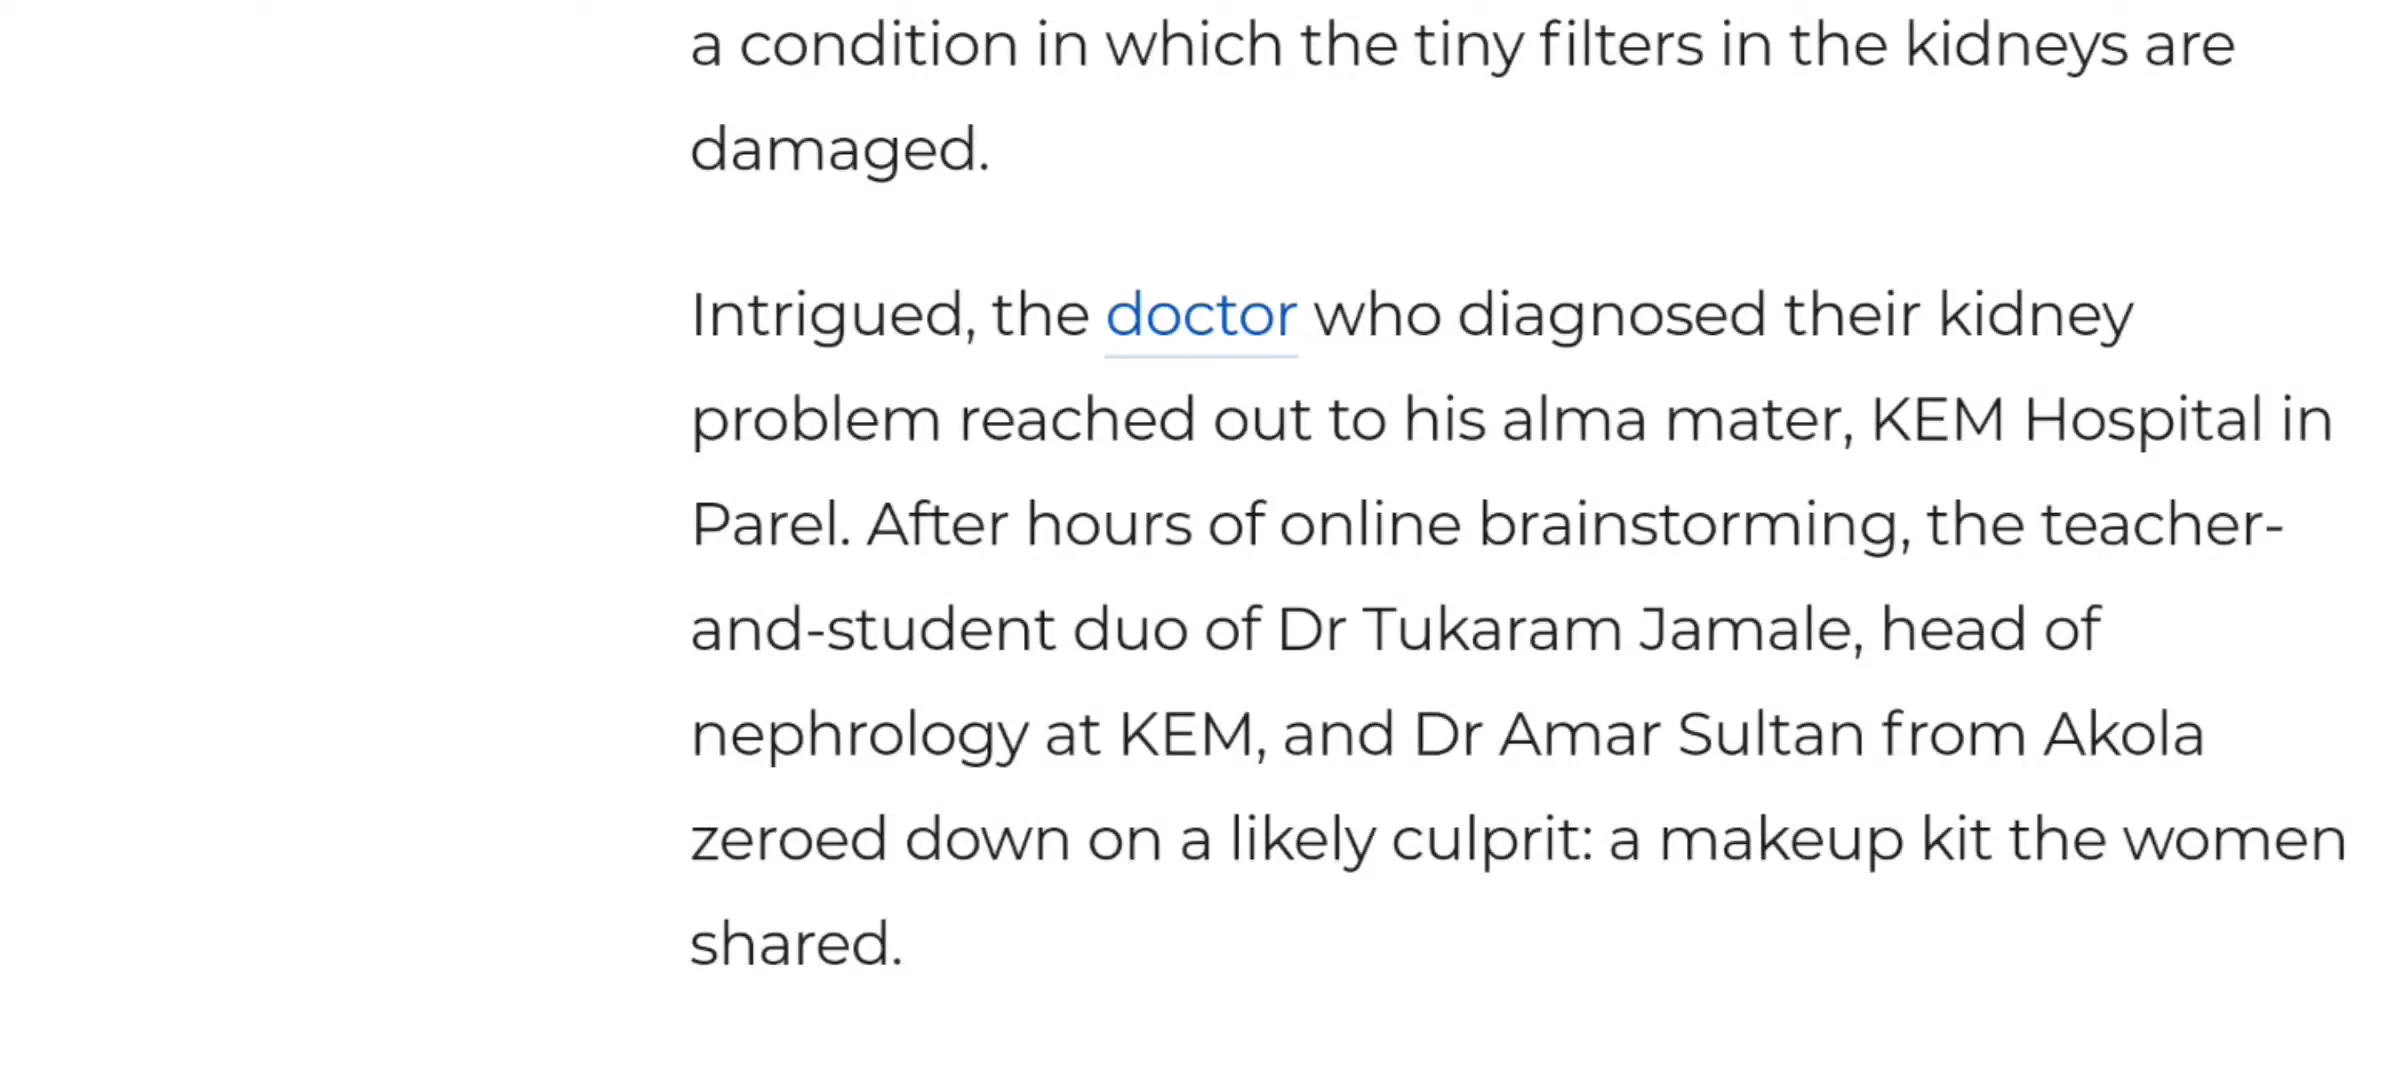 a condition in which the tiny filters in the kidneys are
damaged.
Intrigued, the doctor who diagnosed their kidney
problem reached out to his alma mater, KEM Hospital in
Parel. After hours of online brainstorming, the teacher-
and-student duo of Dr Tukaram Jamale, head of
nephrology at KEM, and Dr Amar Sultan from Akola
zeroed down on a likely culprit: a makeup kit the women
shared.